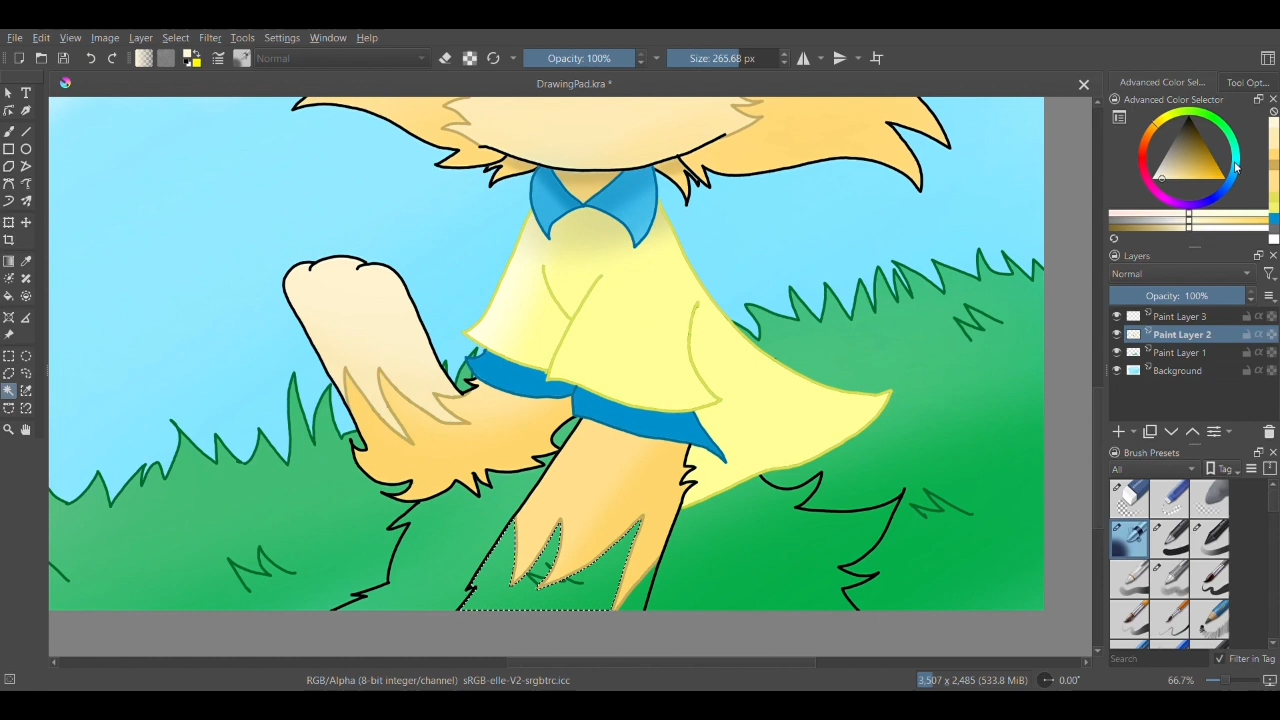 File Edit View Image Layer Select Filter Tools Settings Window Help
Normal Opacity: 100% Size: 265.68 px
DrawingPad.kra *
Advanced Color Sel... Tool Opt...
Advanced Color Selector
Layers
Normal
Opacity: 100%
Paint Layer 3
Paint Layer 2
Paint Layer 1
Background
Brush Presets
All Tag
Search Filter in Tag
RGB/Alpha (8-bit integer/channel) sRGB-elle-V2-srgbtrc.icc 3,507 x 2,485 (533.8 MiB) 0.00° 66.7%